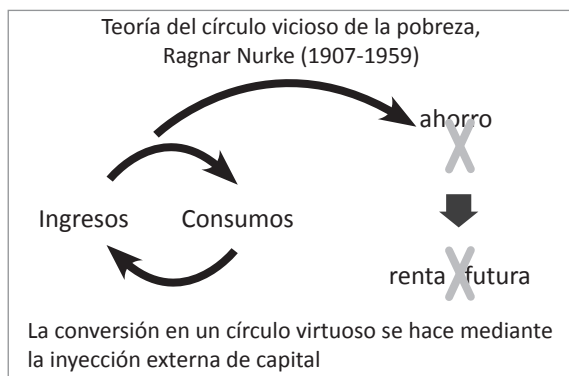 Teoría del círculo vicioso de la pobreza,
Ragnar Nurke (1907-1959)
ahorro
Ingresos Consumos
renta futura
La conversión en un círculo virtuoso se hace mediante
la inyección externa de capital